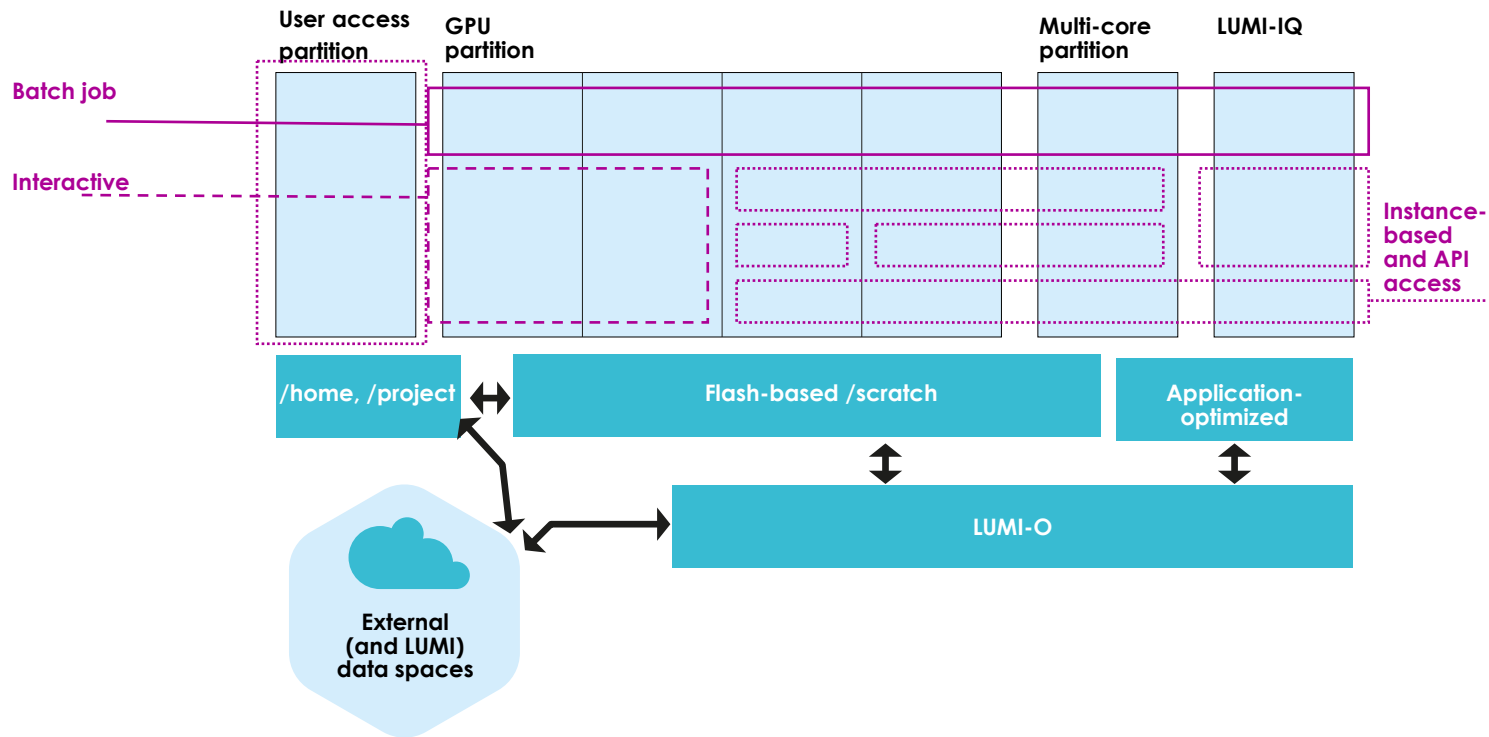 User access
partition
GPU
partition
Multi-core
partition
LUMI-IQ
Batch job
Interactive
Instance-
based
and API
access
/home, /project
Flash-based /scratch
Application-
optimized
LUMI-O
External
(and LUMI)
data spaces